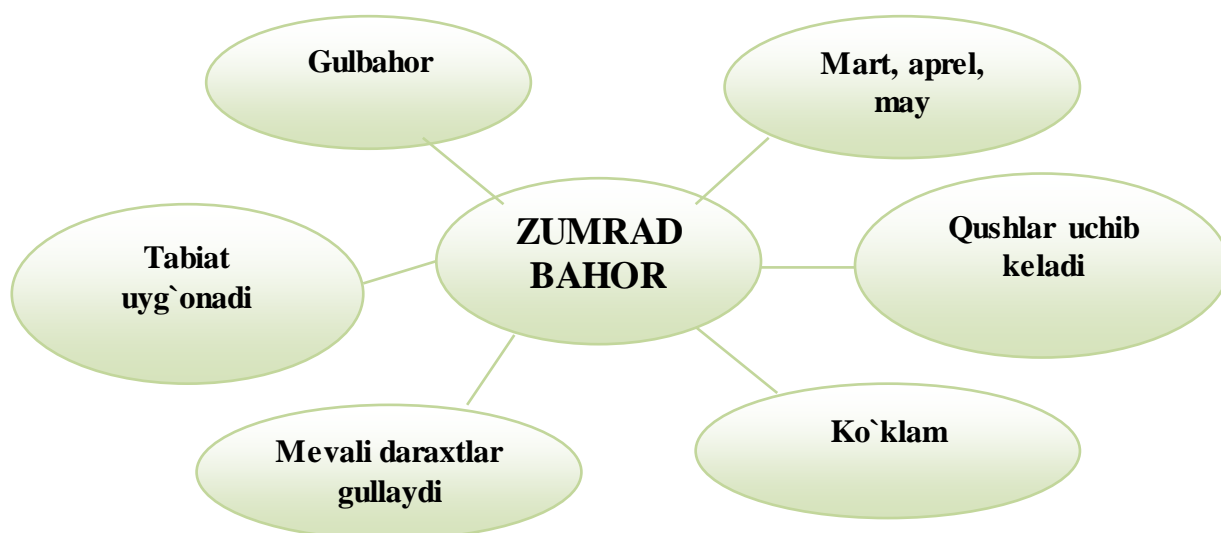 Gulbahor
Mart, aprel,
may
ZUMRAD
BAHOR
Qushlar uchib
keladi
Tabiat
uyg`onadi
Mevali daraxtlar
gullaydi
Ko`klam